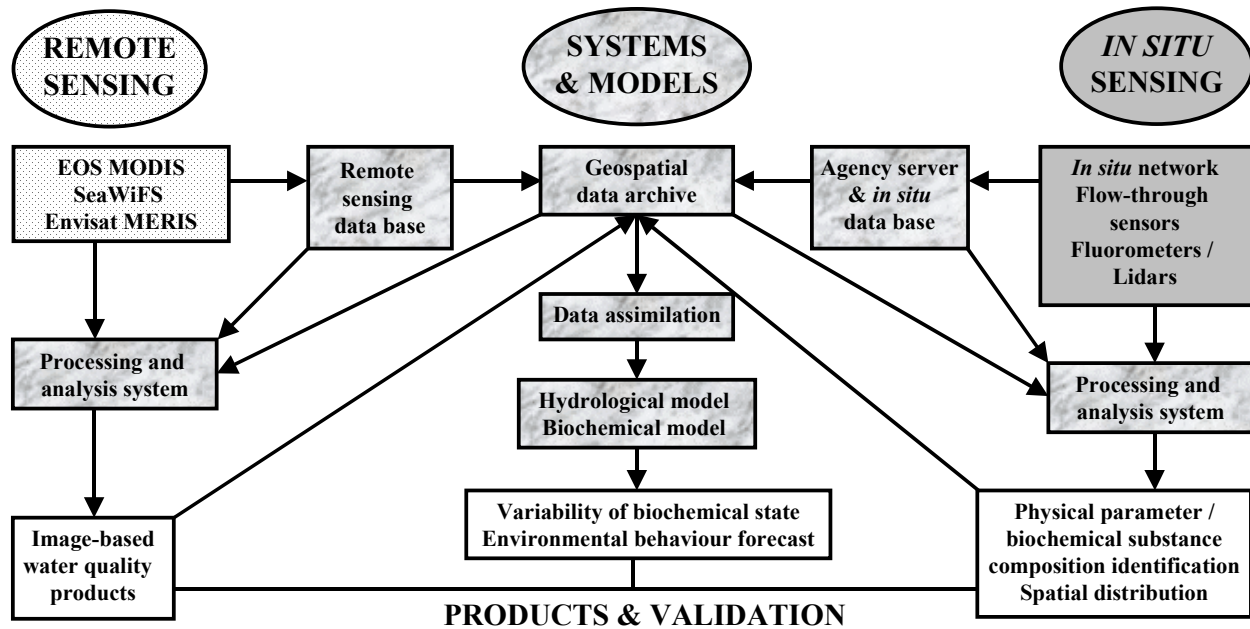 REMOTE
SENSING
SYSTEMS
& MODELS
IN SITU
SENSING
EOS MODIS
SeaWiFS
Envisat MERIS
Remote
sensing
data base
Geospatial
data archive
Agency server
& in situ
data base
In situ network
Flow-through
sensors
Fluorometers /
Lidars
Data assimilation
Processing and
analysis system
Hydrological model
Biochemical model
Processing and
analysis system
Image-based
water quality
products
Variability of biochemical state
Environmental behaviour forecast
Physical parameter /
biochemical substance
composition identification
Spatial distribution
PRODUCTS & VALIDATION